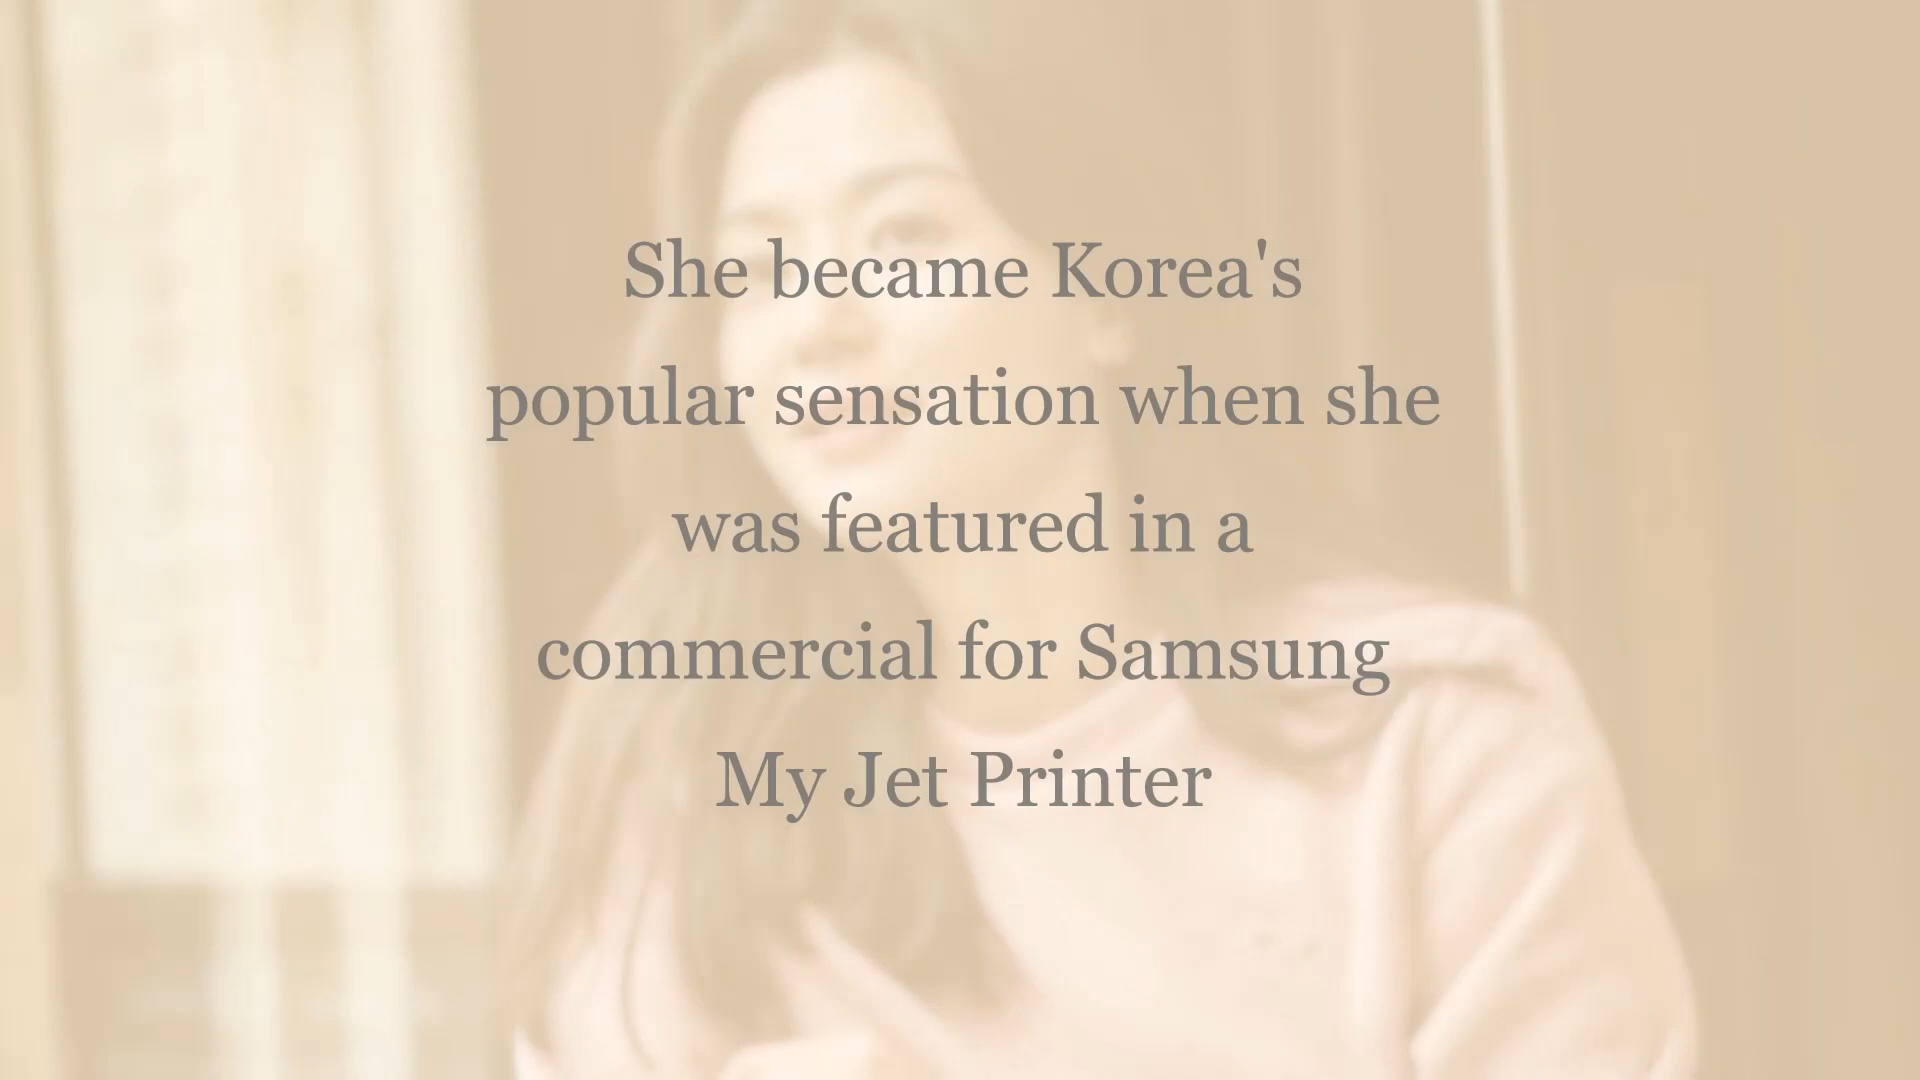 She became Korea's
popular sensation when she
was featured in a
commercial for Samsung
My Jet Printer